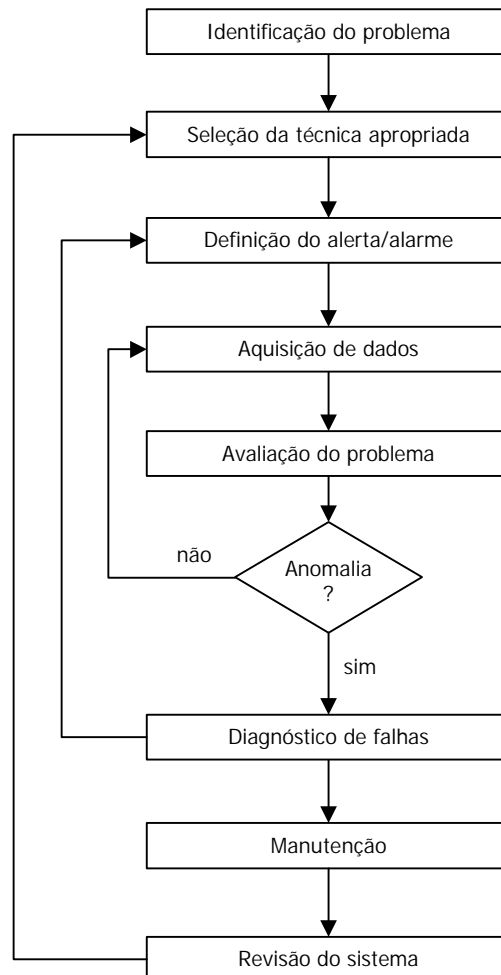 Identificação do problema
Seleção da técnica apropriada
Definição do alerta/alarme
Aquisição de dados
Avaliação do problema
não
Anomalia
?
sim
Diagnóstico de falhas
Manutenção
Revisão do sistema